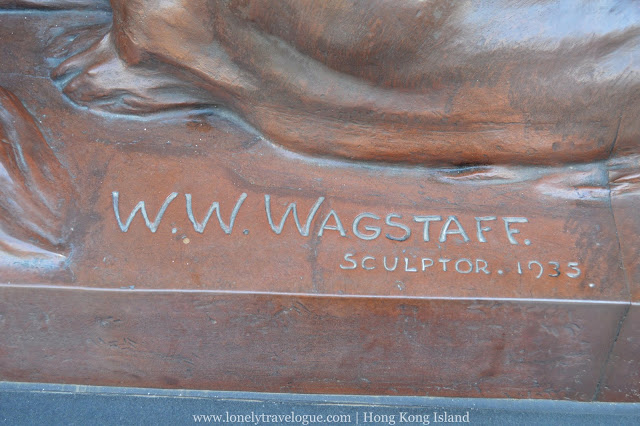 W.W. WAGSTAFF.
SCULPTOR. 1935.
www.lonelytravelogue.com | Hong Kong Island